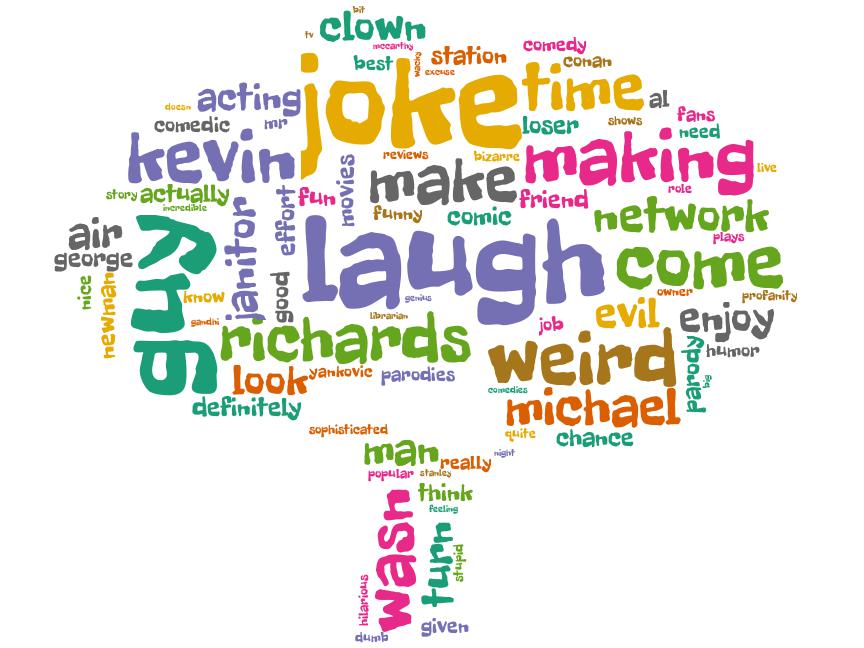 bit
tv
clown
mccarthy
comedy
best
wacky
station
conan
excuse
joke
time
al
doesn
acting
fans
comedic
mr
loser
shows
need
kevin
reviews
bizarre
making
live
movies
make
role
story
actually
fun
friend
incredible
janitor
effort
funny
comic
network
plays
air
george
guy
laugh
come
nice
newman
know
good
genius
owner
profanity
gandhi
librarian
job
evil
enjoy
richards
weird
parody
humor
look
yankovic
parodies
big
comedies
definitely
michael
sophisticated
quite
chance
man
really
night
popular
stanley
wasn
think
feeling
turn
stupid
hilarious
dumb
given